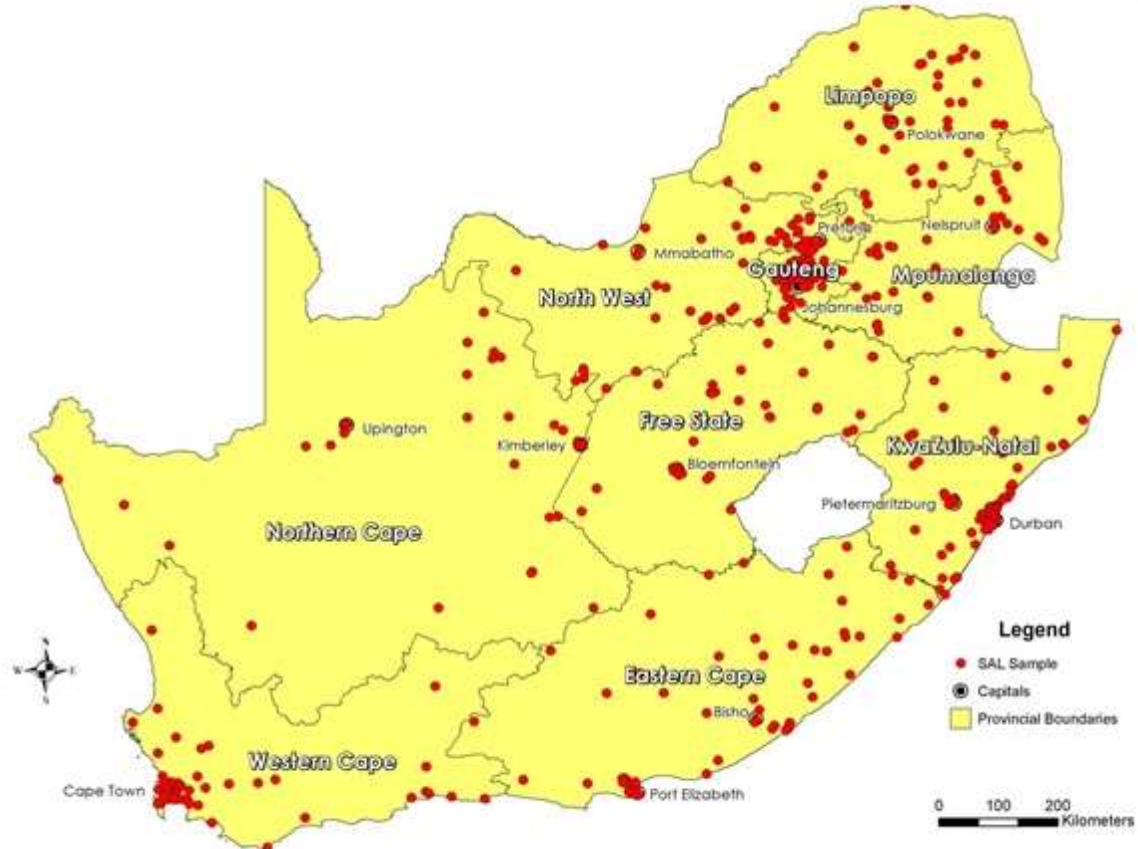 Limpopo
Polokwane
Pretoria
Nelspruit
Mmabatho
Gauteng
Mpumalanga
North West
Johannesburg
Free State
Upington
Kimberley
KwaZulu-Natal
Bloemfontein
Pietermaritzburg
Durban
Northern Cape
Eastern Cape
Bisho
Western Cape
Cape Town
Port Elizabeth
N
W
E
S
Legend
SAL Sample
Capitals
Provincial Boundaries
0 100 200
Kilometers